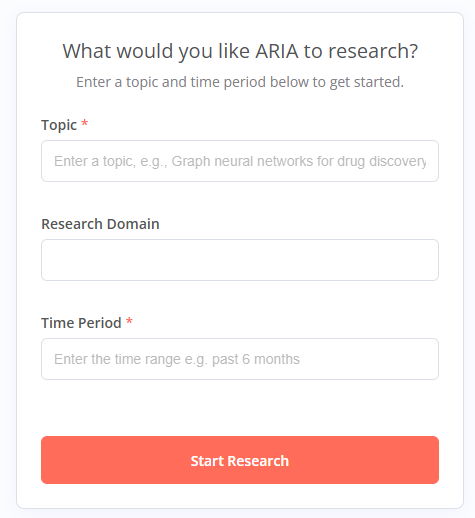 What would you like ARIA to research?
Enter a topic and time period below to get started.
Topic *
Enter a topic, e.g., Graph neural networks for drug discovery
Research Domain
Time Period *
Enter the time range e.g. past 6 months
Start Research